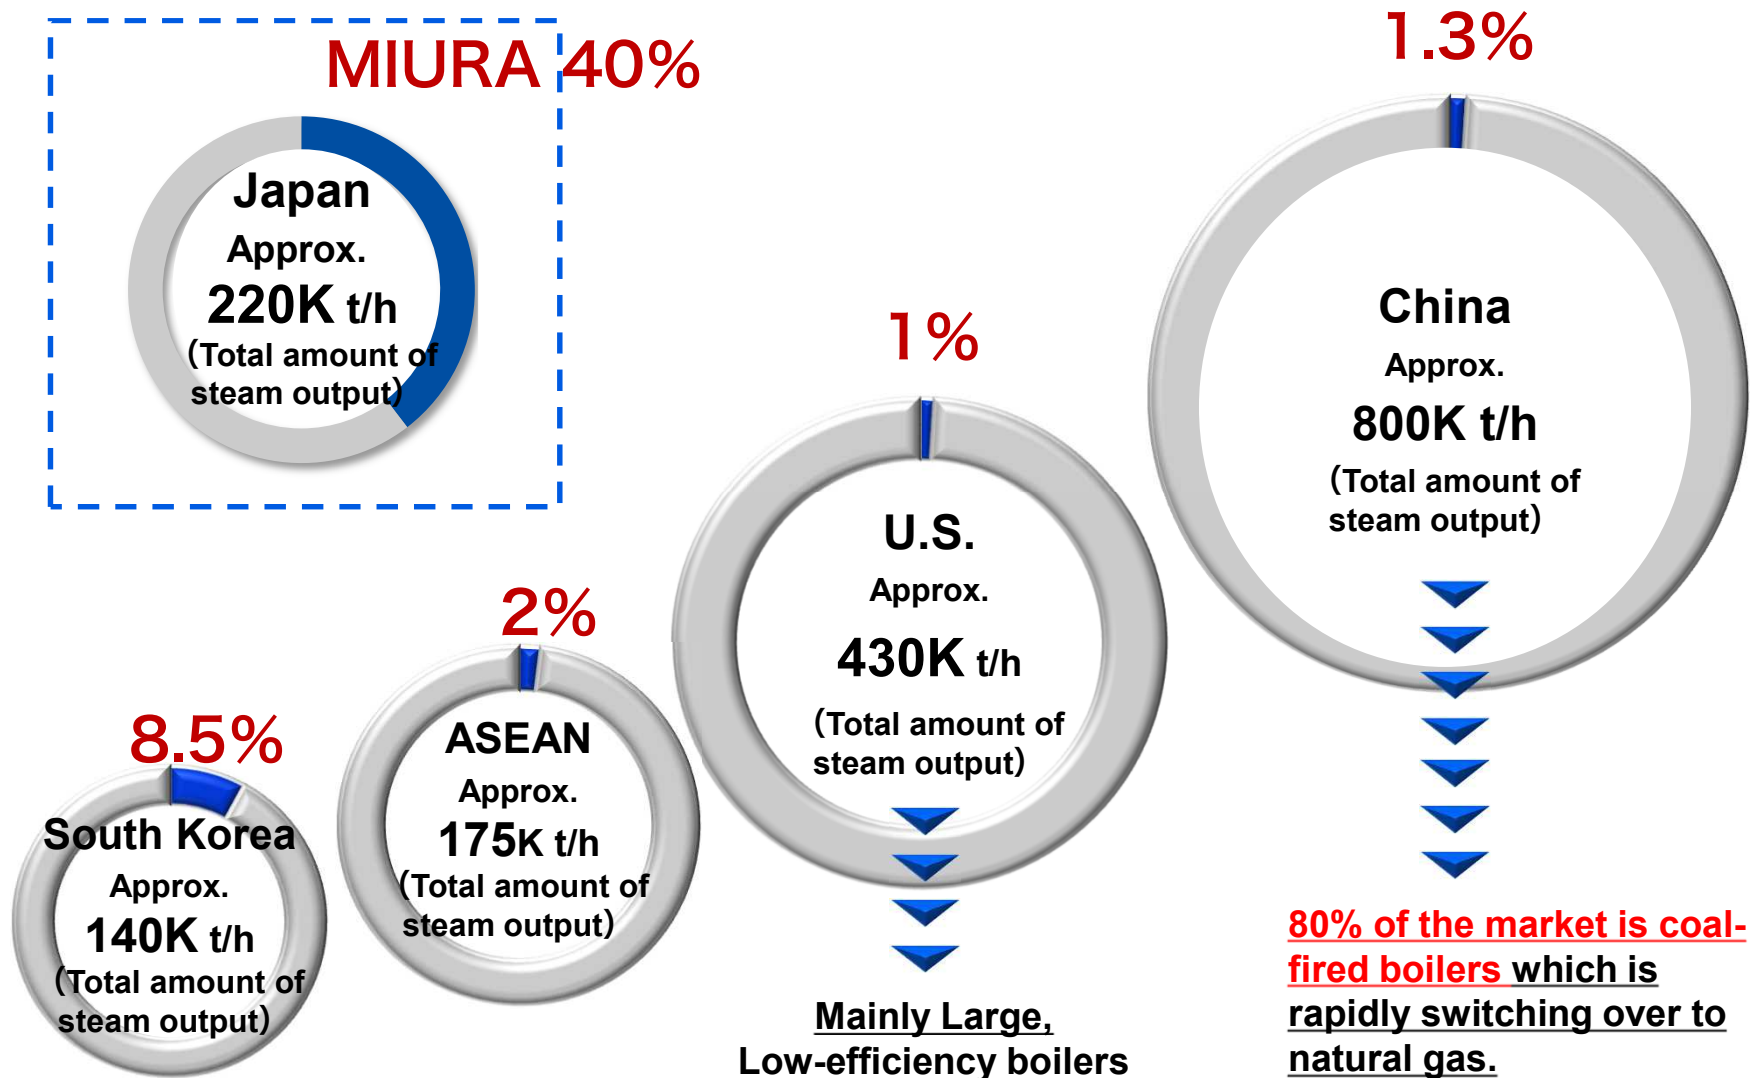 MIURA 40%
Japan
Approx.
220K t/h
(Total amount of
steam output)
1.3%
China
Approx.
800K t/h
(Total amount of
steam output)
80% of the market is coal-
fired boilers which is
rapidly switching over to
natural gas.
1%
U.S.
Approx.
430K t/h
(Total amount of
steam output)
Mainly Large,
Low-efficiency boilers
2%
ASEAN
Approx.
175K t/h
(Total amount of
steam output)
8.5%
South Korea
Approx.
140K t/h
(Total amount of
steam output)